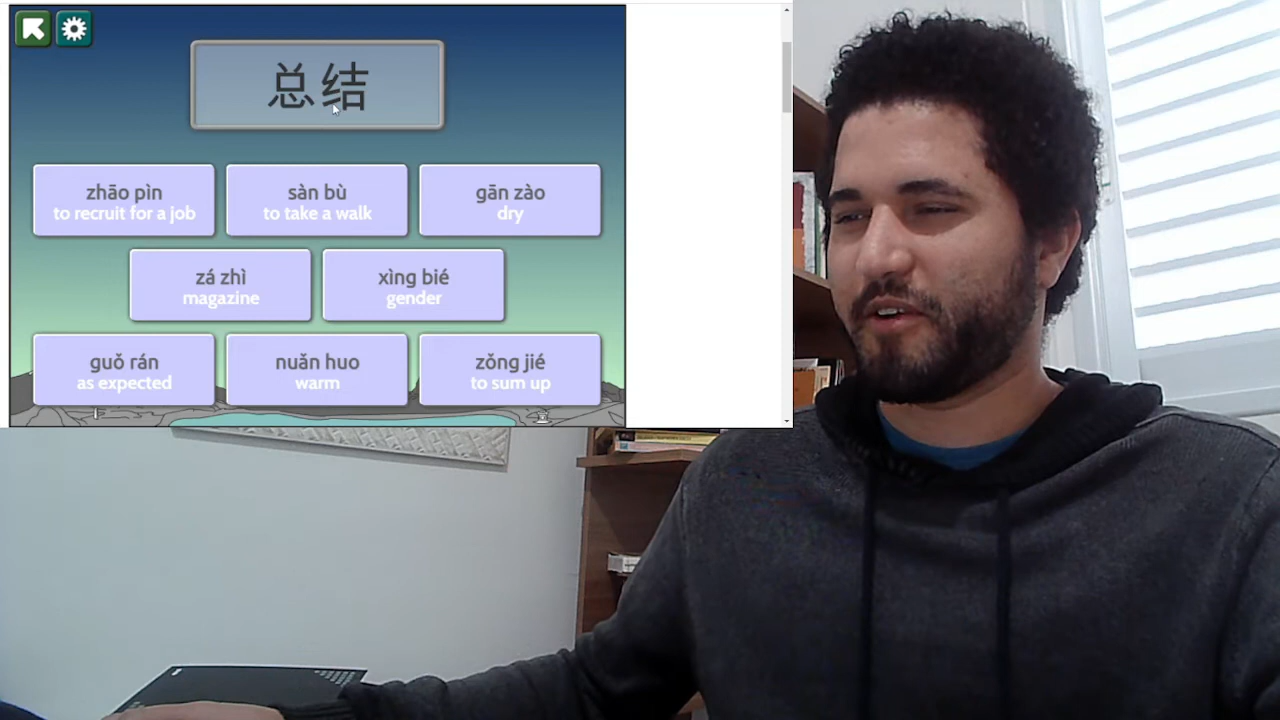 总结
zhāo pìn
to recruit for a job
sàn bù
to take a walk
gān zào
dry
zá zhì
magazine
xìng bié
gender
guǒ rán
as expected
nuǎn huo
warm
zǒng jié
to sum up